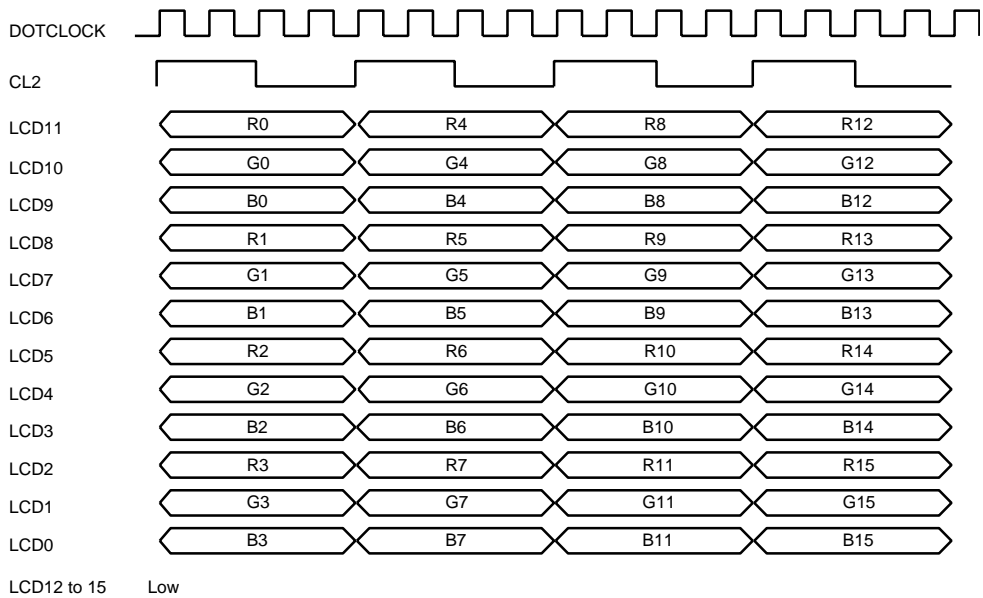 DOTCLOCK
CL2
LCD11 R0 R4 R8 R12
LCD10 G0 G4 G8 G12
LCD9 B0 B4 B8 B12
LCD8 R1 R5 R9 R13
LCD7 G1 G5 G9 G13
LCD6 B1 B5 B9 B13
LCD5 R2 R6 R10 R14
LCD4 G2 G6 G10 G14
LCD3 B2 B6 B10 B14
LCD2 R3 R7 R11 R15
LCD1 G3 G7 G11 G15
LCD0 B3 B7 B11 B15
LCD12 to 15 Low